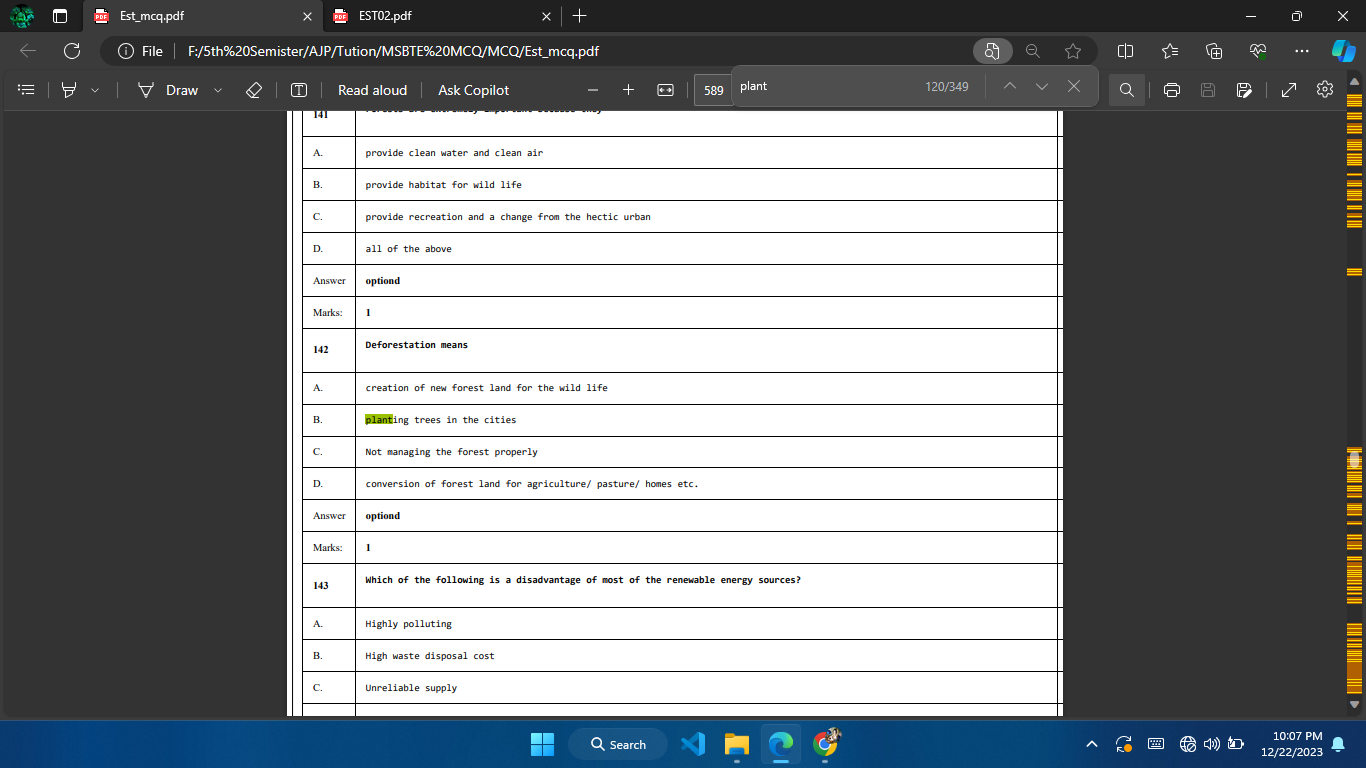 Est_mcq.pdf
EST02.pdf
File
F:/5th%20Semister/AJP/Tution/MSBTE%20MCQ/MCQ/Est_mcq.pdf
Draw
Read aloud
Ask Copilot
589
plant
120/349
141
A. provide clean water and clean air
B. provide habitat for wild life
C. provide recreation and a change from the hectic urban
D. all of the above
Answer optiond
Marks: 1
142 Deforestation means
A. creation of new forest land for the wild life
B. planting trees in the cities
C. Not managing the forest properly
D. conversion of forest land for agriculture/ pasture/ homes etc.
Answer optiond
Marks: 1
143 Which of the following is a disadvantage of most of the renewable energy sources?
A. Highly polluting
B. High waste disposal cost
C. Unreliable supply
Search
10:07 PM
12/22/2023